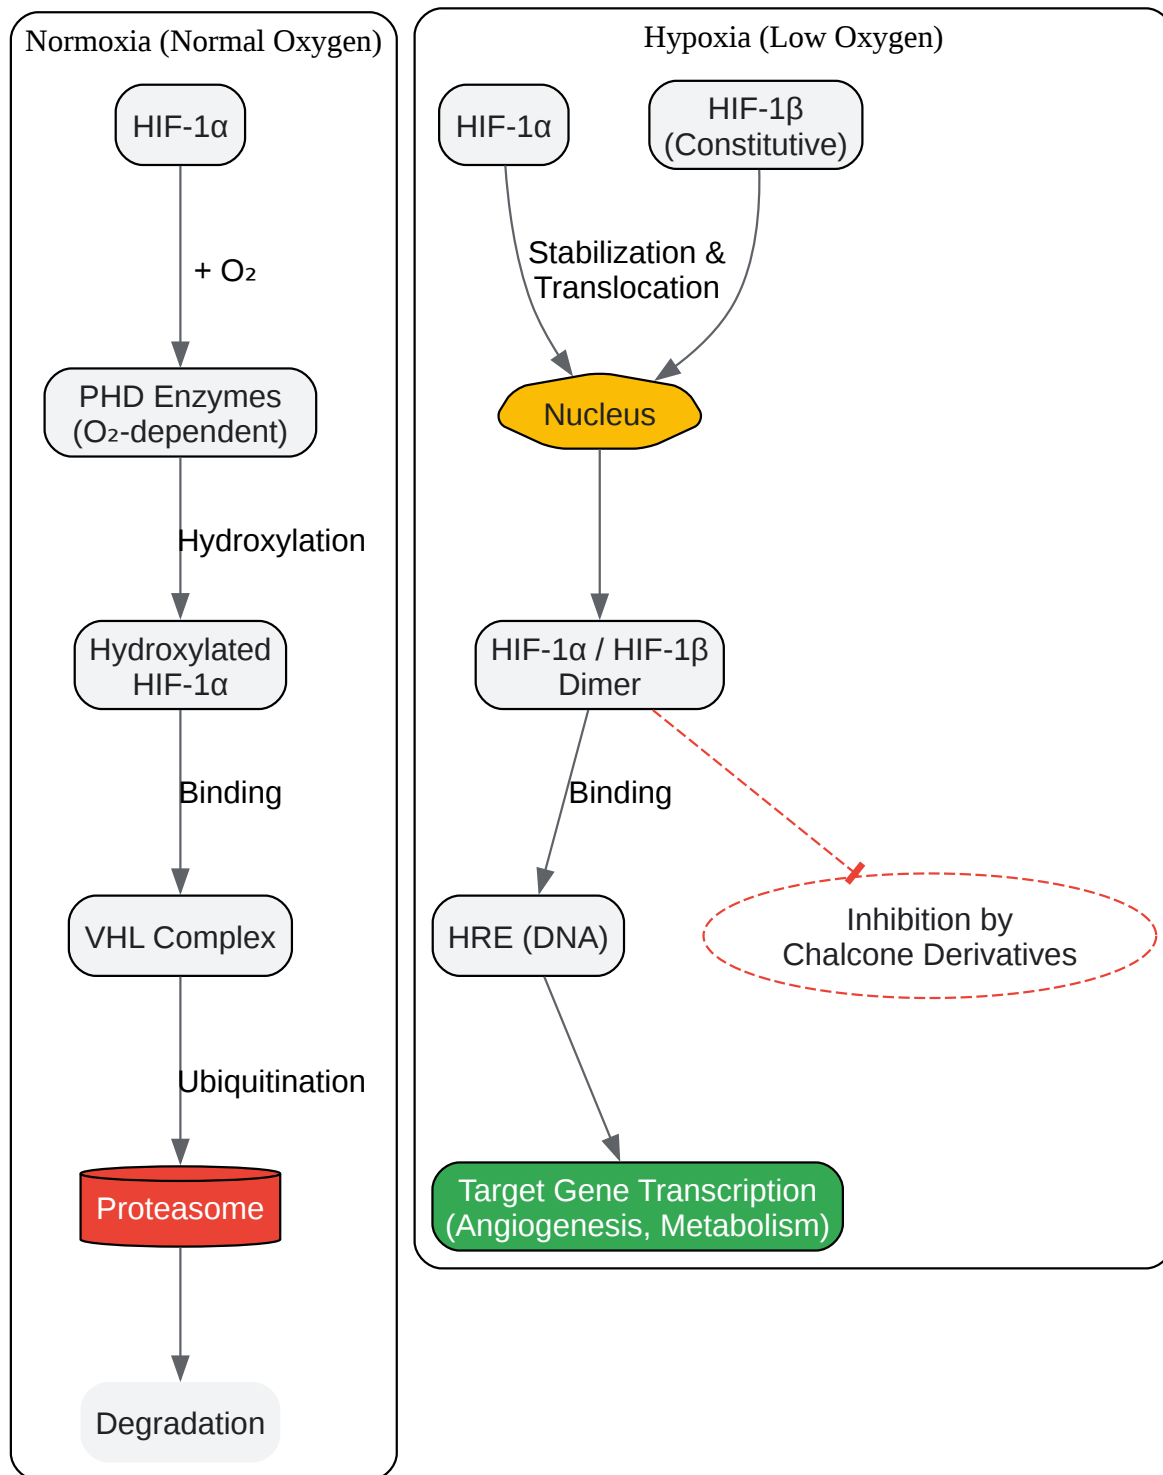 Normoxia (Normal Oxygen)
HIF-1α
+ O₂
PHD Enzymes
(O₂-dependent)
Hydroxylation
Hydroxylated
HIF-1α
Binding
VHL Complex
Ubiquitination
Proteasome
Degradation
Hypoxia (Low Oxygen)
HIF-1α
HIF-1β
(Constitutive)
Stabilization &
Translocation
Nucleus
HIF-1α / HIF-1β
Dimer
Binding
HRE (DNA)
Inhibition by
Chalcone Derivatives
Target Gene Transcription
(Angiogenesis, Metabolism)